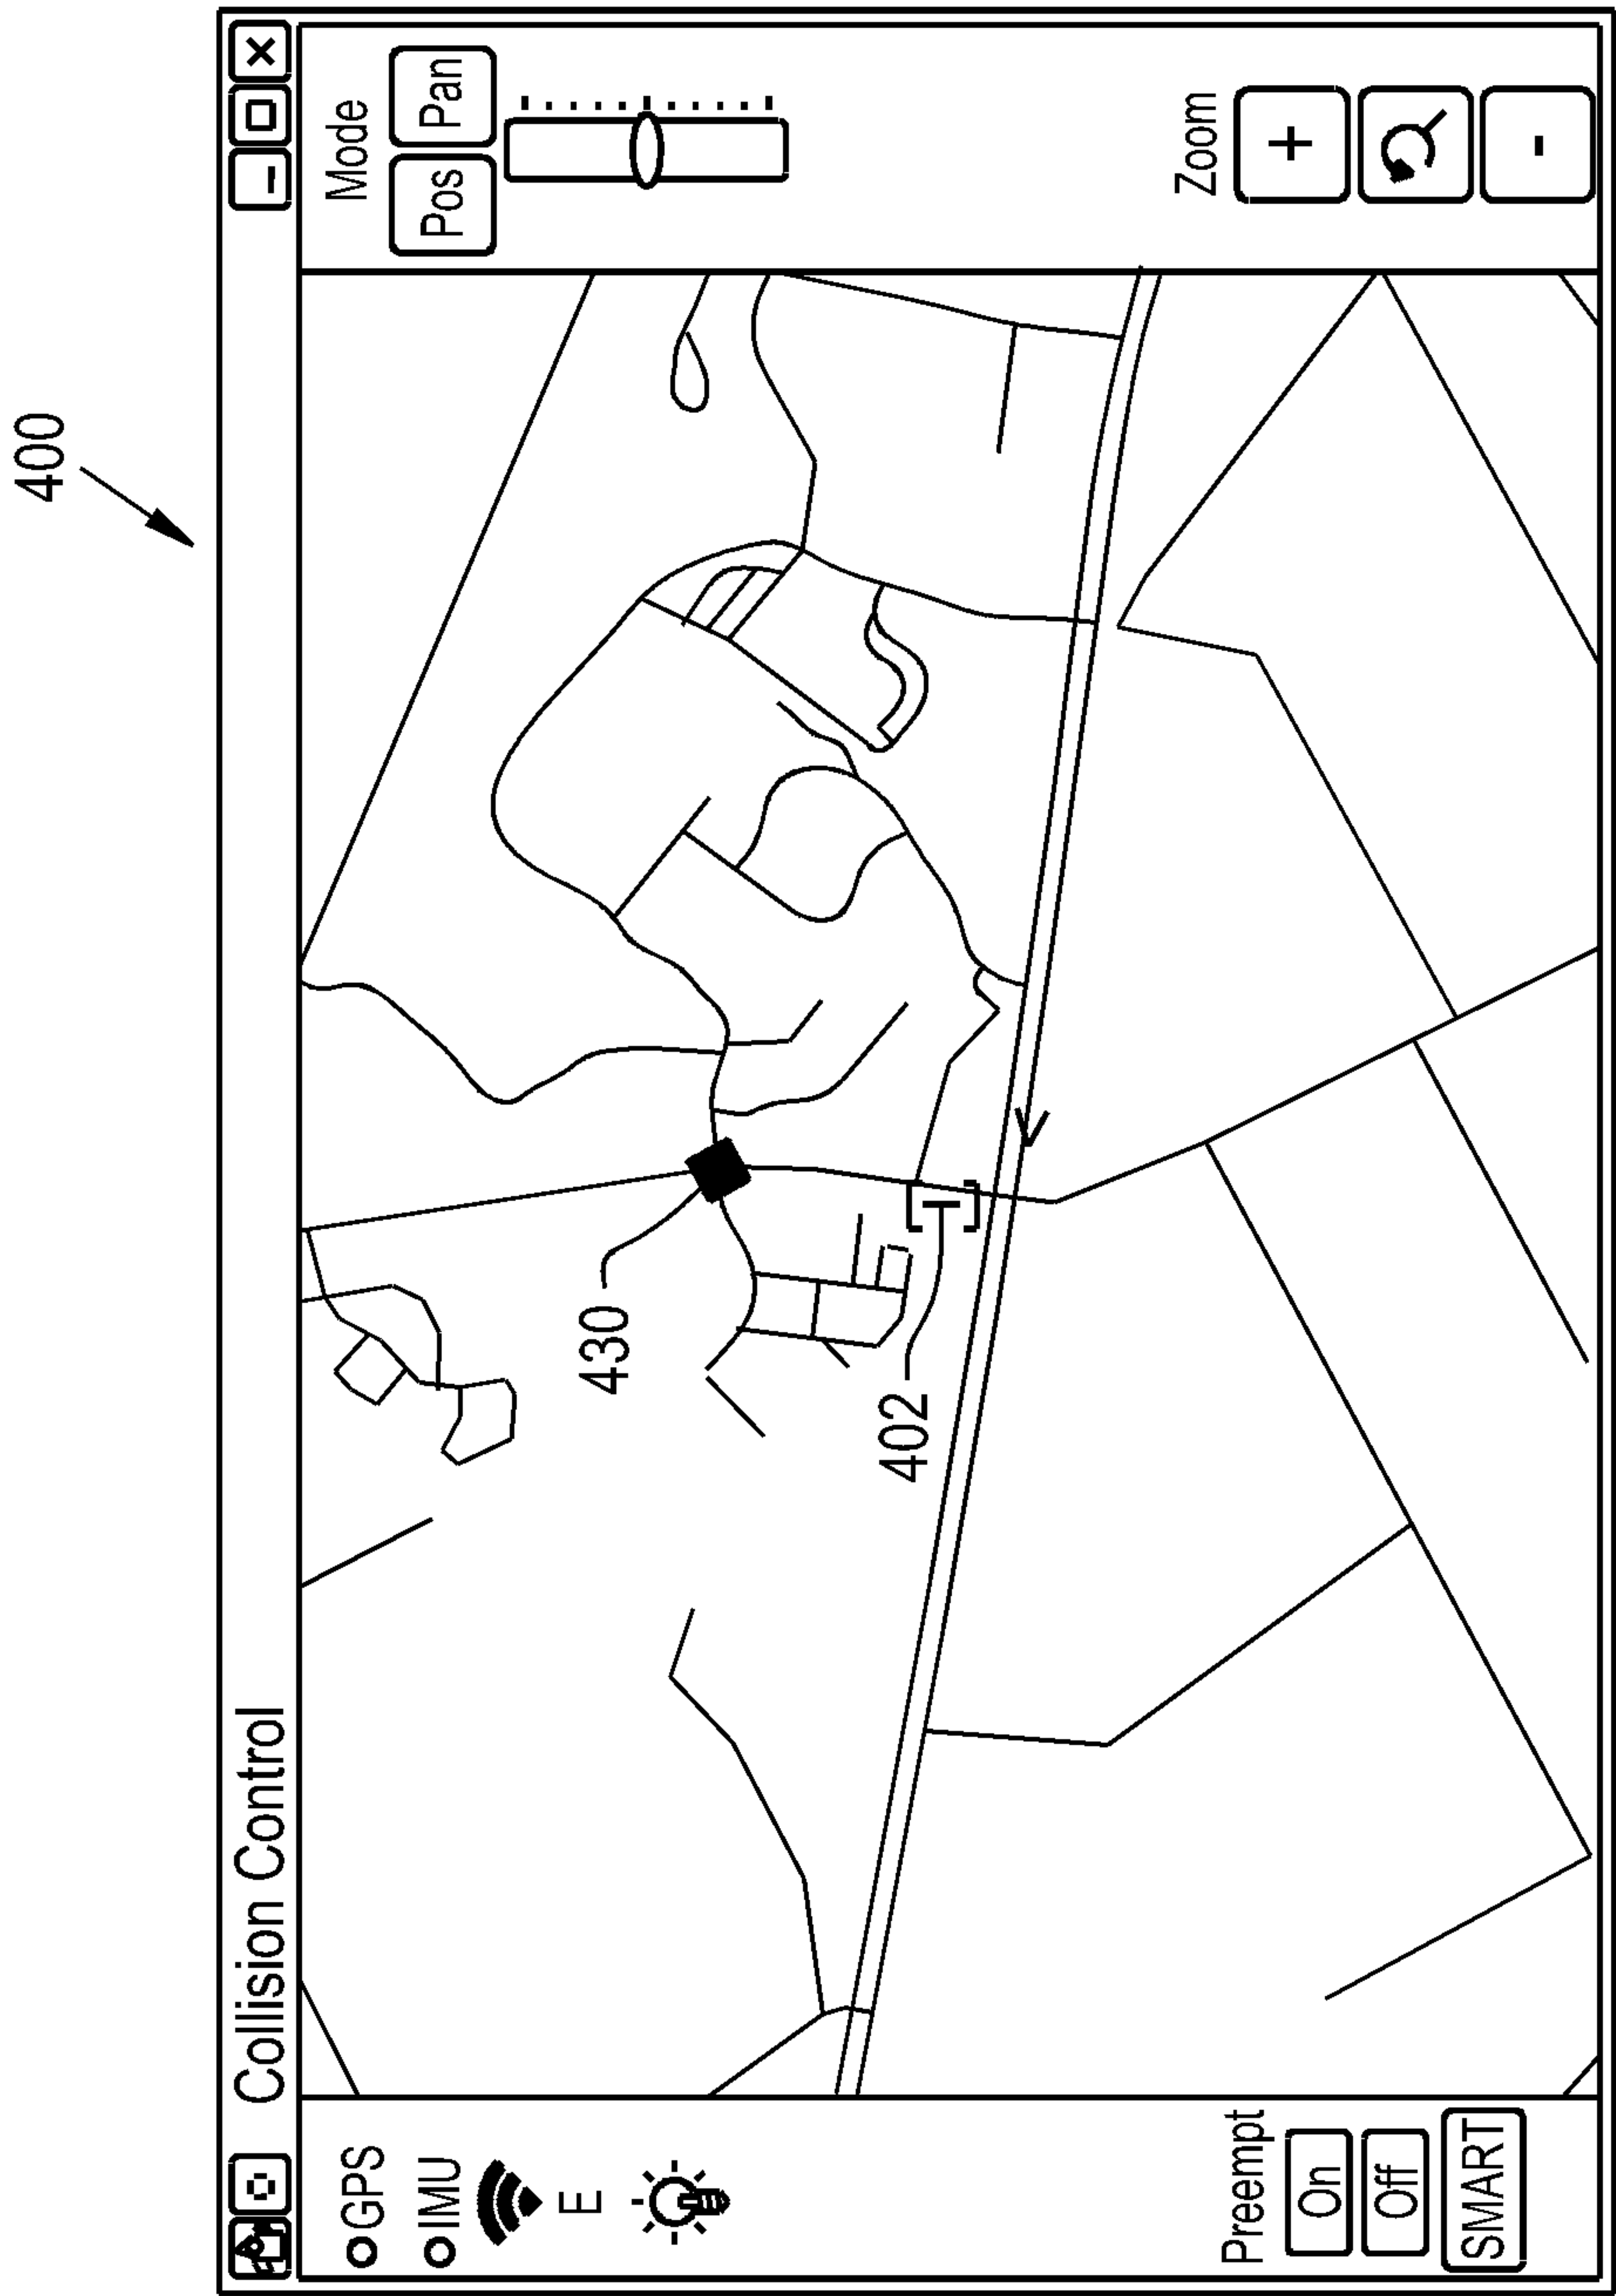 400
Collision Control
GPS
IMU
E
Preempt
On
Off
SMART
430
402
Mode
Pos Pan
Zoom
+
-